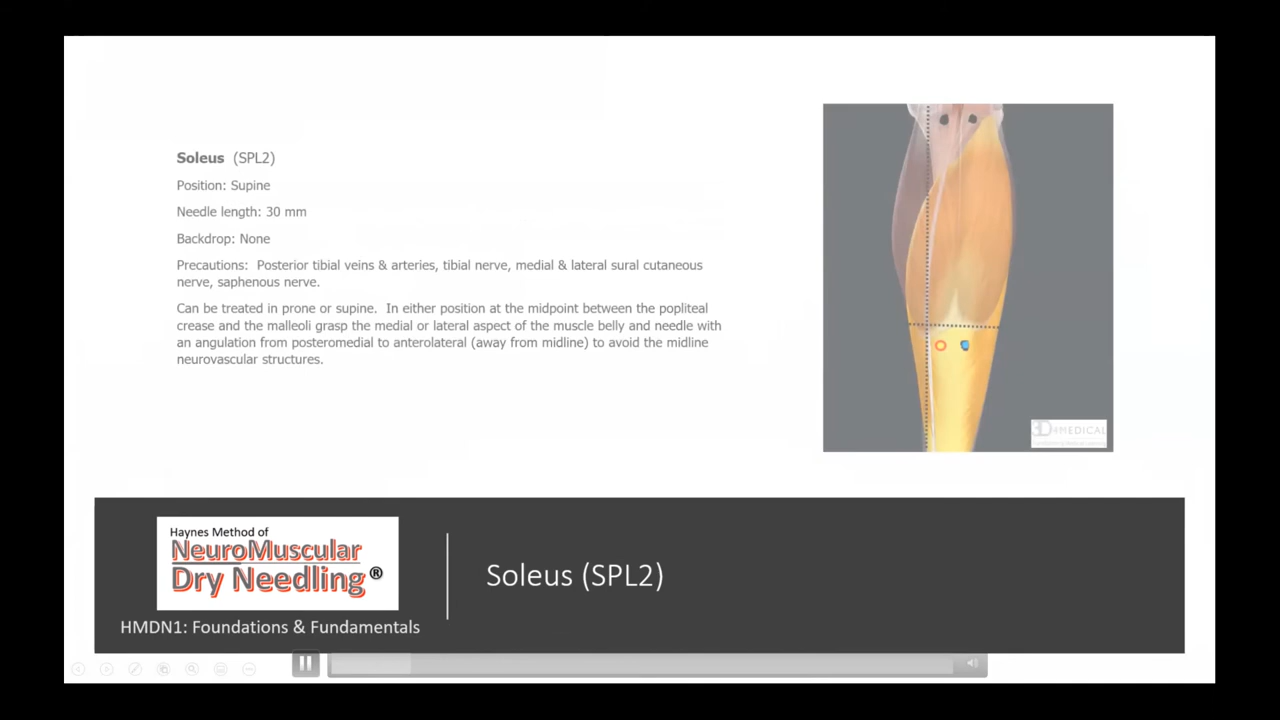 Soleus (SPL2)
Position: Supine
Needle length: 30 mm
Backdrop: None
Precautions: Posterior tibial veins & arteries, tibial nerve, medial & lateral sural cutaneous
nerve, saphenous nerve.
Can be treated in prone or supine. In either position at the midpoint between the popliteal
crease and the malleoli grasp the medial or lateral aspect of the muscle belly and needle with
an angulation from posteromedial to anterolateral (away from midline) to avoid the midline
neurovascular structures.
3D4MEDICAL
Haynes Method of
NeuroMuscular
Dry Needling®
HMDN1: Foundations & Fundamentals
Soleus (SPL2)